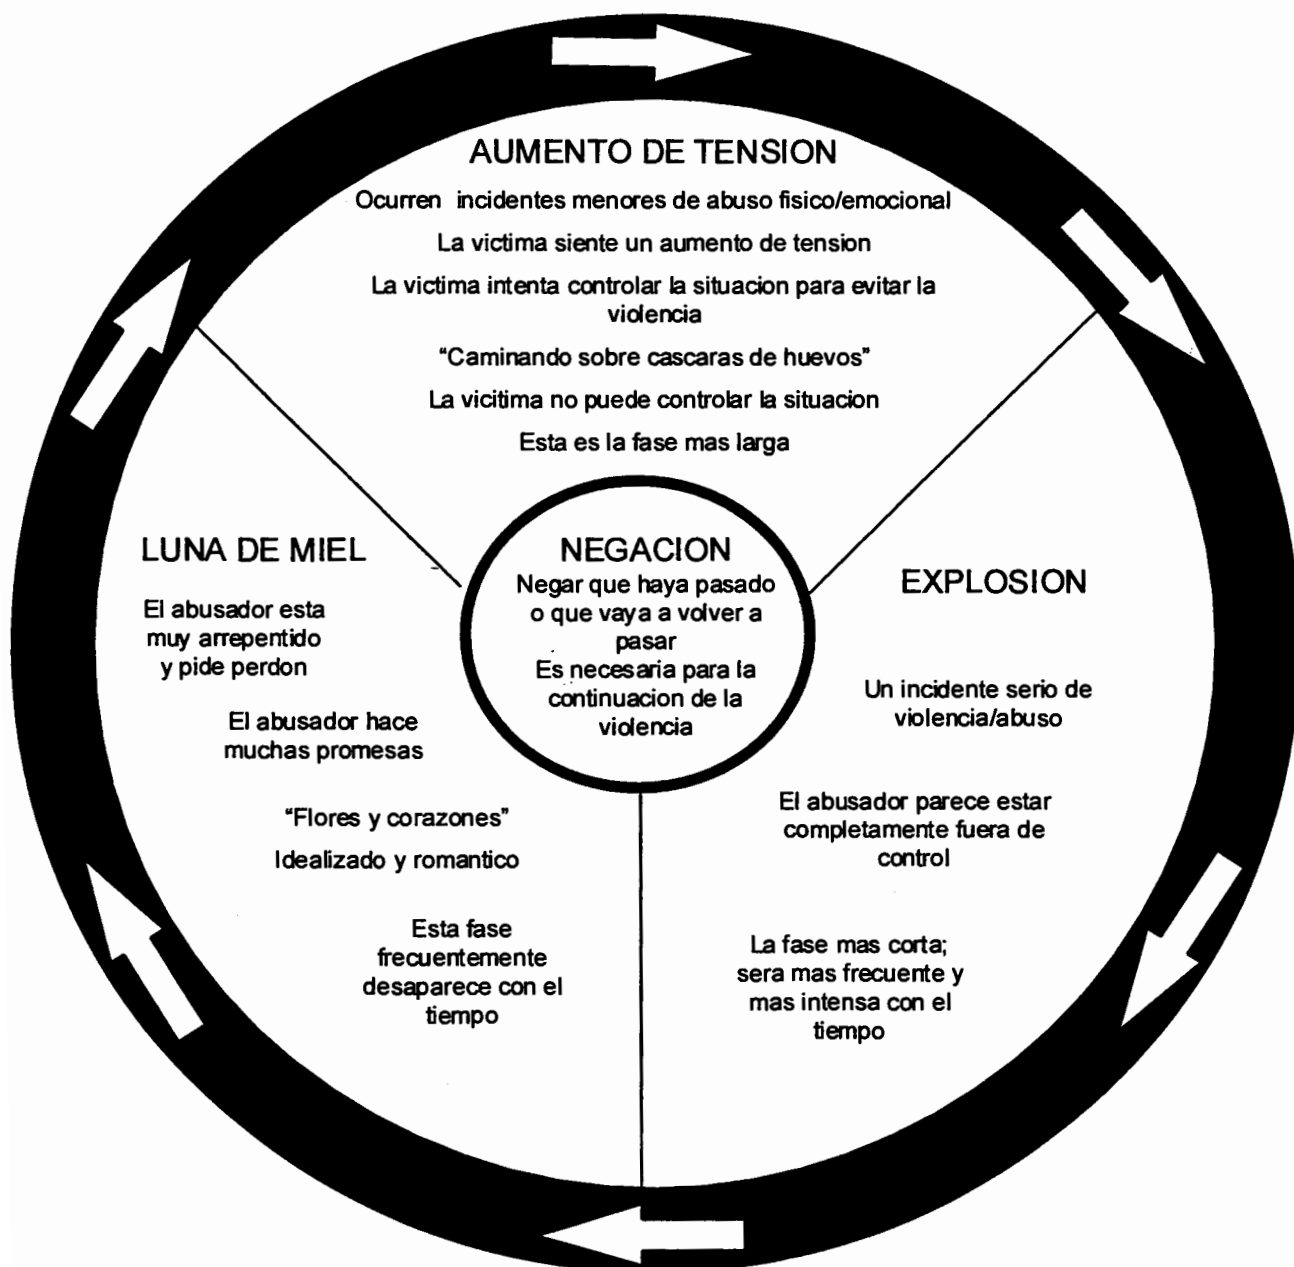 AUMENTO DE TENSION
Ocurren incidentes menores de abuso fisico/emocional
La victima siente un aumento de tension
La victima intenta controlar la situacion para evitar la
violencia
"Caminando sobre cascaras de huevos"
La vicitima no puede controlar la situacion
Esta es la fase mas larga
NEGACION
Negar que haya pasado
o que vaya a volver a
pasar
Es necesaria para la
continuacion de la
violencia
EXPLOSION
Un incidente serio de
violencia/abuso
El abusador parece estar
completamente fuera de
control
La fase mas corta;
sera mas frecuente y
mas intensa con el
tiempo
LUNA DE MIEL
El abusador esta
muy arrepentido
y pide perdon
El abusador hace
muchas promesas
"Flores y corazones"
Idealizado y romantico
Esta fase
frecuentemente
desaparece con el
tiempo